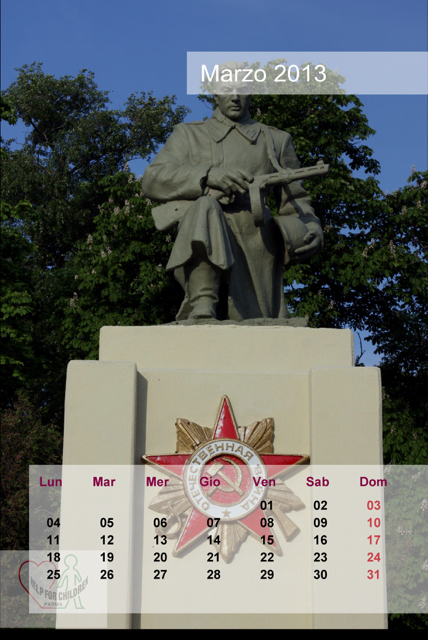 Marzo 2013
ОТЕЧЕСТВЕННАЯ ВОЙНА
Lun Mar Mer Gio Ven Sab Dom
01 02 03
04 05 06 07 08 09 10
11 12 13 14 15 16 17
18 19 20 21 22 23 24
25 26 27 28 29 30 31
HELP FOR CHILDREN
PARMA